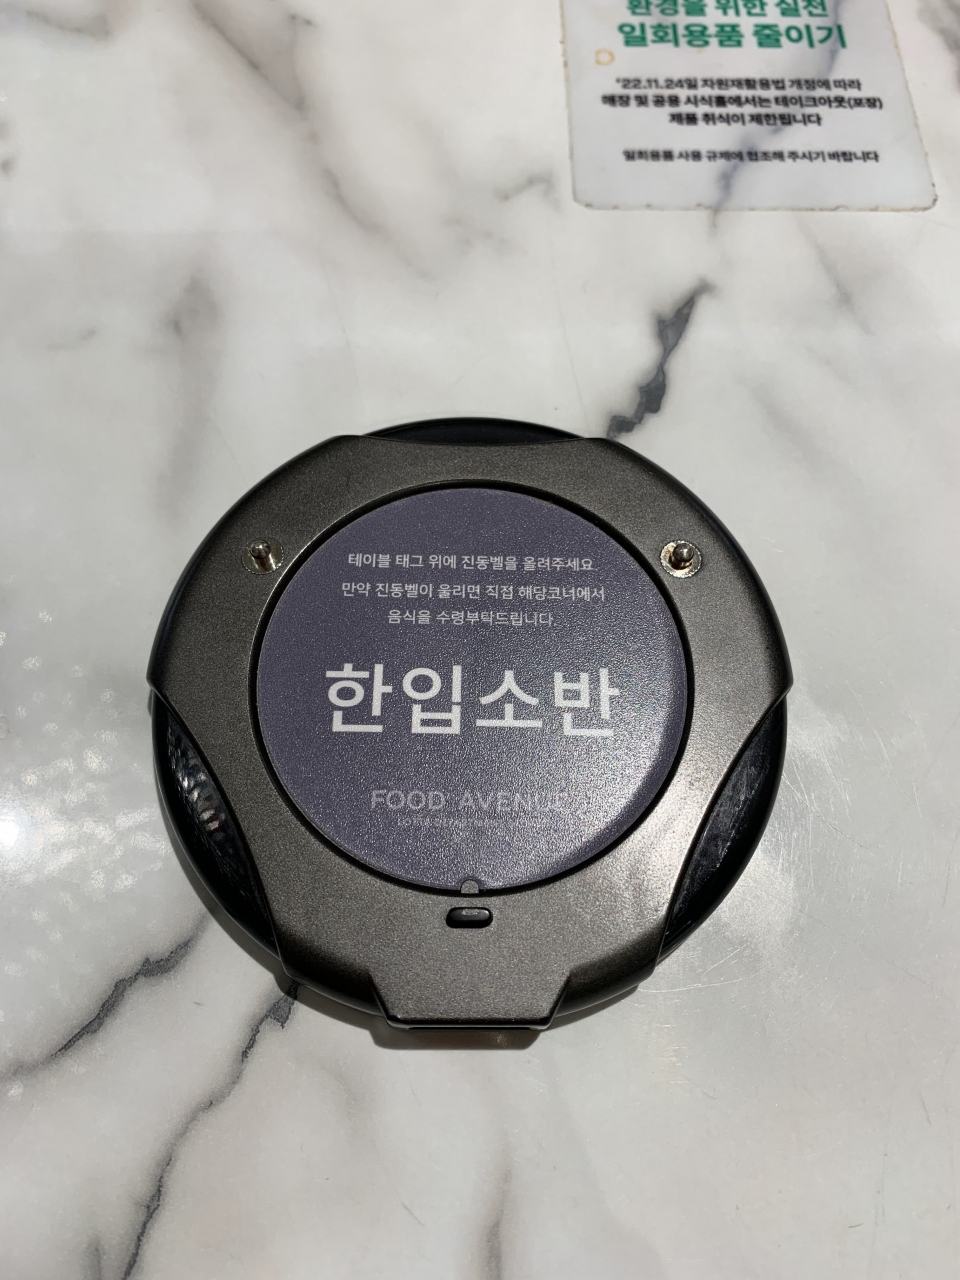 환경을 위한 실천
일회용품 줄이기
*22.11.24일 자원재활용법 개정에 따라
매장 및 공용 시식홀에서는 테이크아웃(포장)
제품 취식이 제한됩니다
일회용품 사용 규제에 협조해 주시기 바랍니다
테이블 태그 위에 진동벨을 올려주세요
만약 진동벨이 울리면 직접 해당코너에서
음식을 수령부탁드립니다.
한입소반
FOOD AVENUE